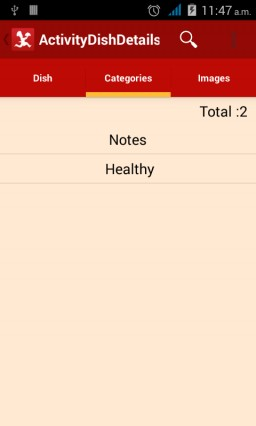 11:47 a.m.
ActivityDishDetails
Dish Categories Images
Total :2
Notes
Healthy